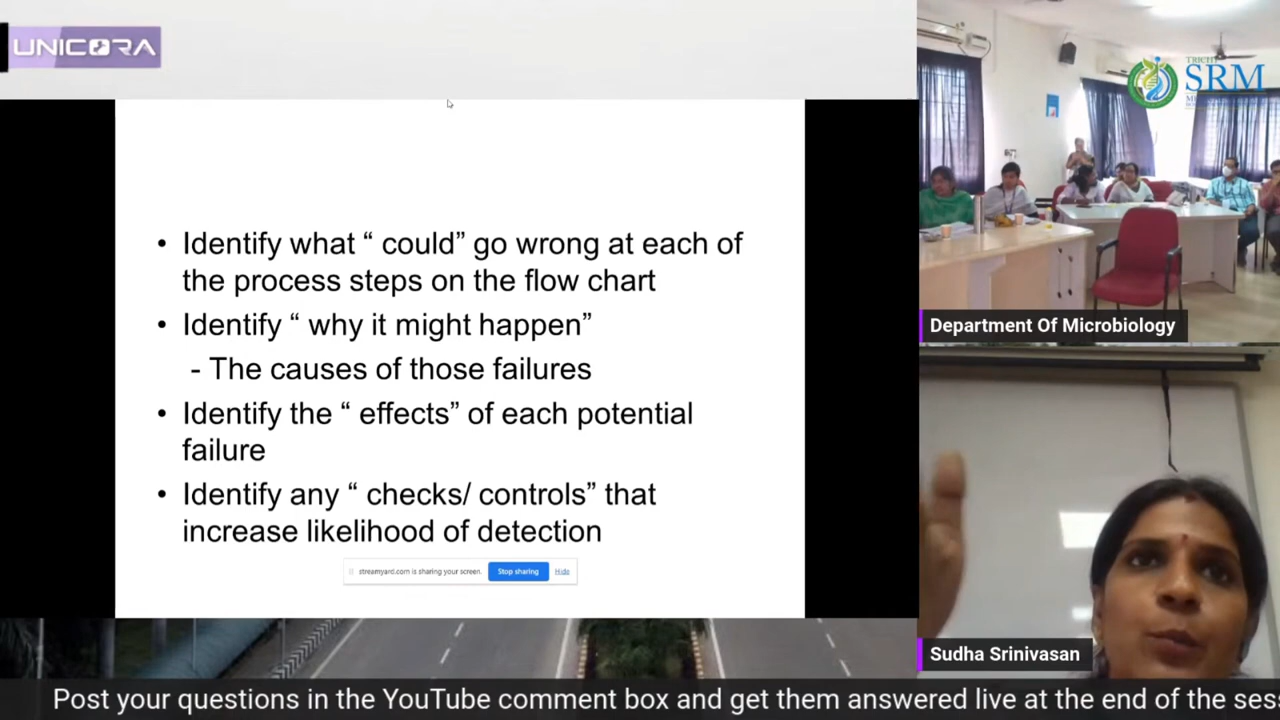 UNICORA
• Identify what “ could” go wrong at each of
the process steps on the flow chart
• Identify “ why it might happen”
- The causes of those failures
• Identify the “ effects” of each potential
failure
• Identify any “ checks/ controls” that
increase likelihood of detection
streamyard.com is sharing your screen.
Stop sharing
Hide
TRICHY
SRM
Department Of Microbiology
Sudha Srinivasan
Post your questions in the YouTube comment box and get them answered live at the end of the ses